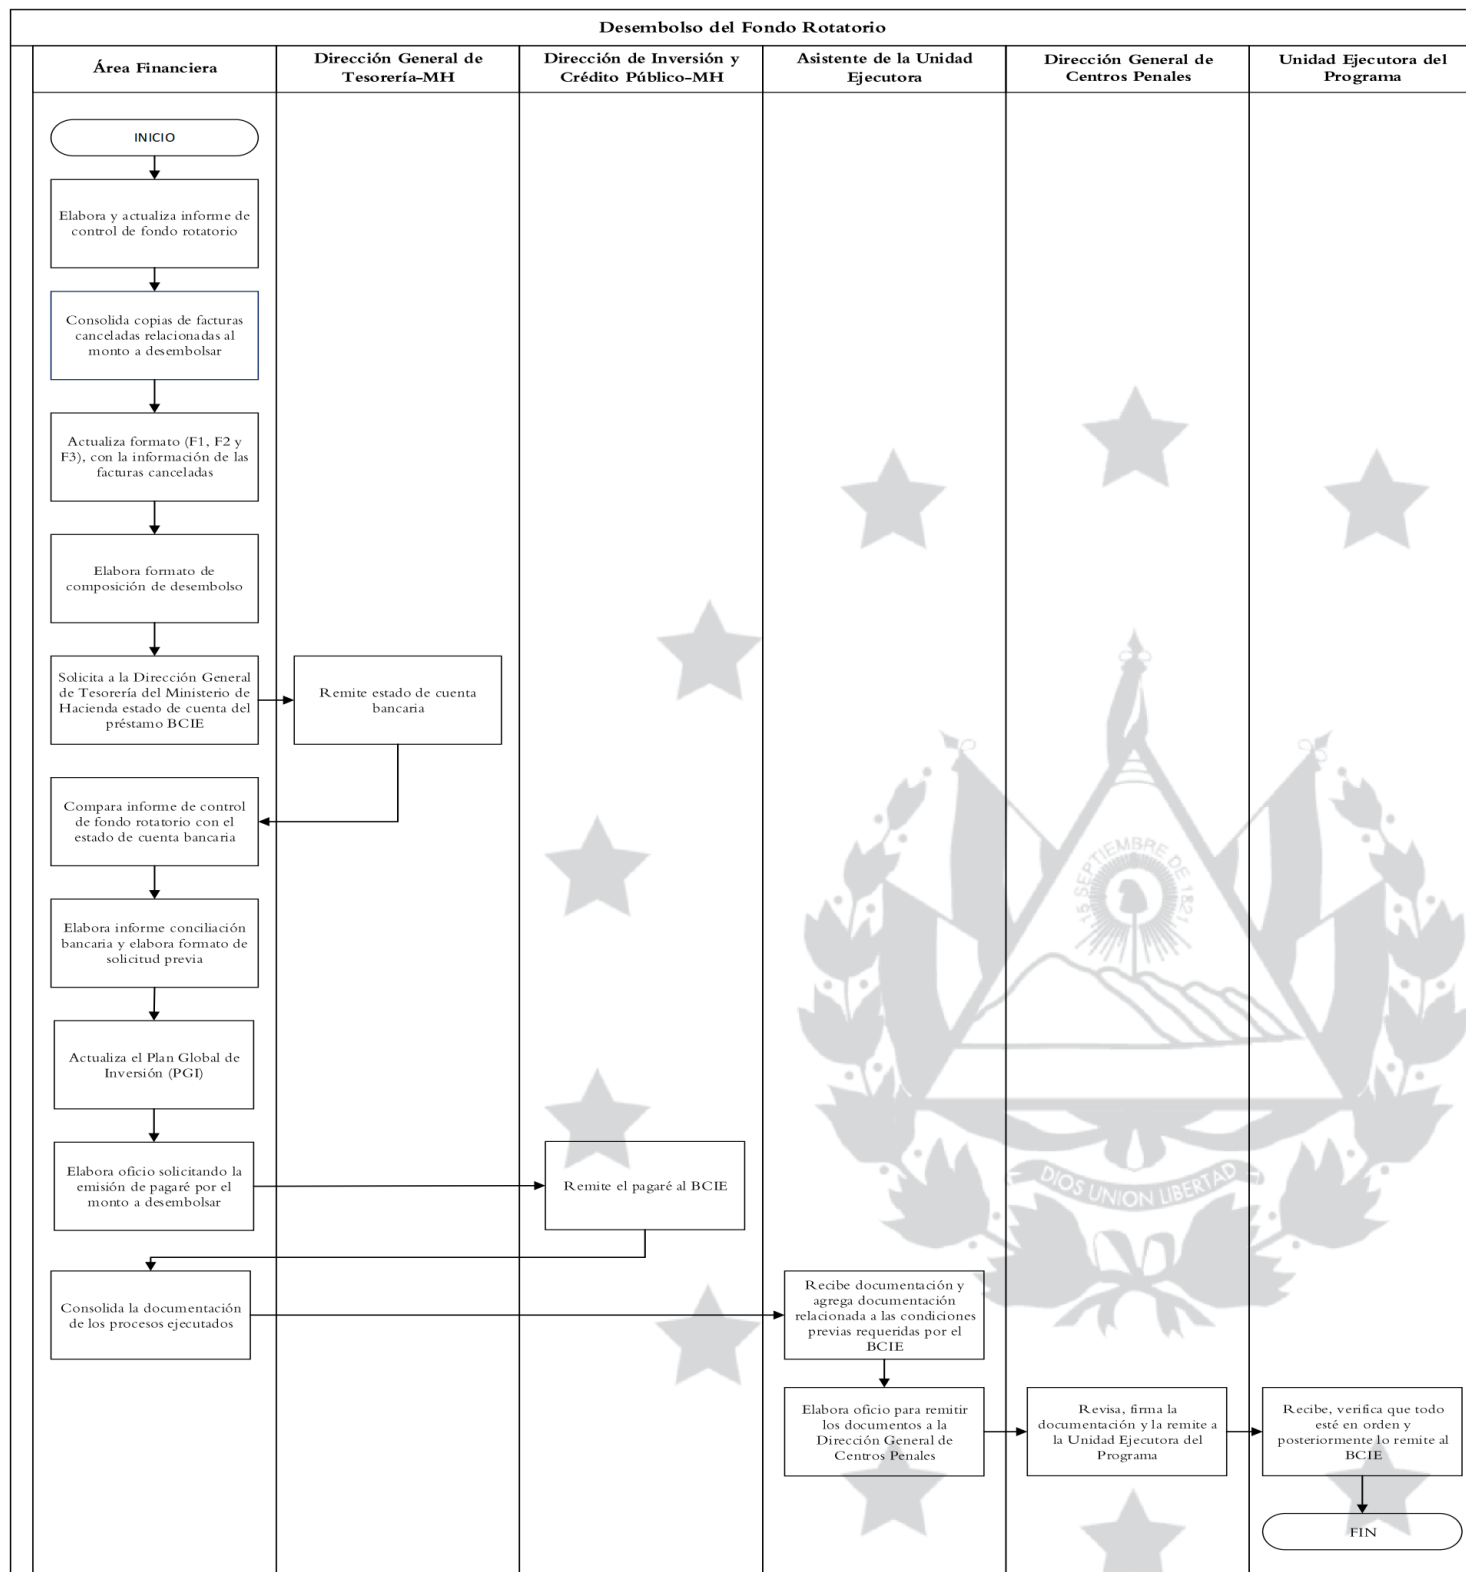 Desembolso del Fondo Rotatorio
Área Financiera
Dirección General de
Tesorería-MH
Dirección de Inversión y
Crédito Público-MH
Asistente de la Unidad
Ejecutora
Dirección General de
Centros Penales
Unidad Ejecutora del
Programa
INICIO
Elabora y actualiza informe de
control de fondo rotatorio
Consolida copias de facturas
canceladas relacionadas al
monto a desembolsar
Actualiza formato (F1, F2 y
F3), con la información de las
facturas canceladas
Elabora formato de
composición de desembolso
Solicita a la Dirección General
de Tesorería del Ministerio de
Hacienda estado de cuenta del
préstamo BCIE
Remite estado de cuenta
bancaria
Compara informe de control
de fondo rotatorio con el
estado de cuenta bancaria
Elabora informe conciliación
bancaria y elabora formato de
solicitud previa
Actualiza el Plan Global de
Inversión (PGI)
Elabora oficio solicitando la
emisión de pagaré por el
monto a desembolsar
Remite el pagaré al BCIE
Consolida la documentación
de los procesos ejecutados
Recibe documentación y
agrega documentación
relacionada a las condiciones
previas requeridas por el
BCIE
Elabora oficio para remitir
los documentos a la
Dirección General de
Centros Penales
Revisa, firma la
documentación y la remite a
la Unidad Ejecutora del
Programa
Recibe, verifica que todo
esté en orden y
posteriormente lo remite al
BCIE
FIN
15 SEPTIEMBRE DE 1821
DIOS UNION LIBERTAD